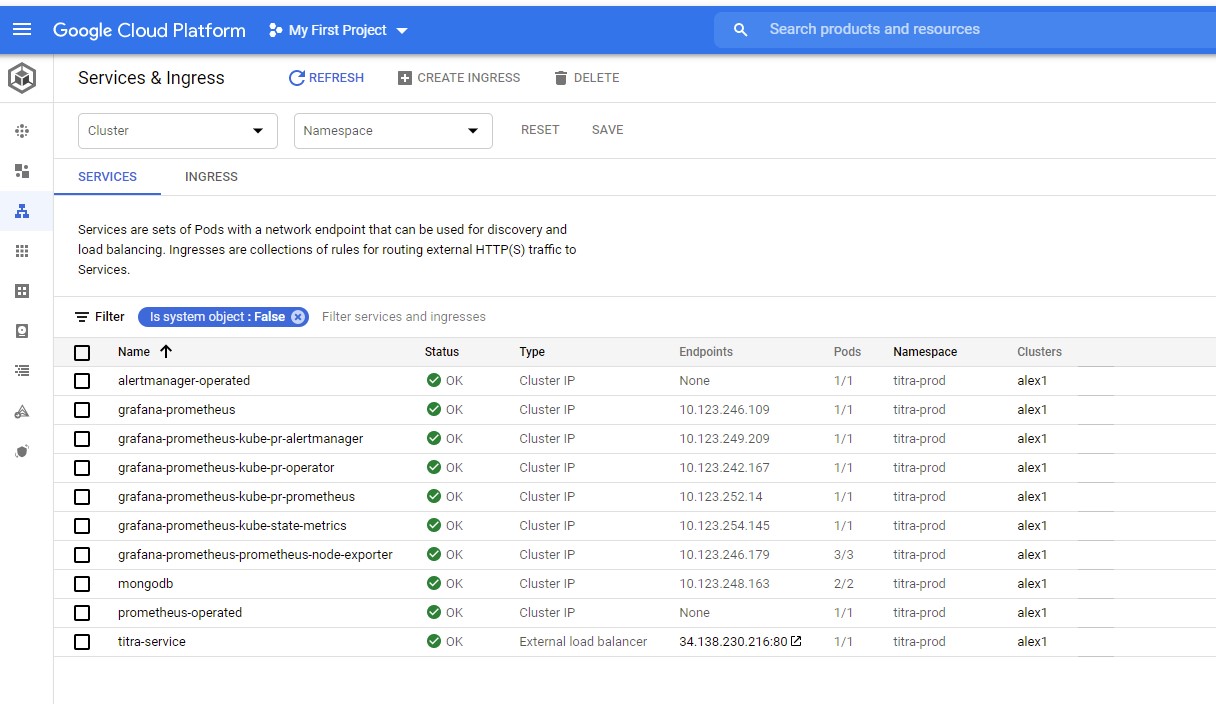 Google Cloud Platform My First Project Search products and resources
Services & Ingress REFRESH CREATE INGRESS DELETE
Cluster Namespace RESET SAVE
SERVICES INGRESS
Services are sets of Pods with a network endpoint that can be used for discovery and
load balancing. Ingresses are collections of rules for routing external HTTP(S) traffic to
Services.
Filter Is system object : False Filter services and ingresses
Name Status Type Endpoints Pods Namespace Clusters
alertmanager-operated OK Cluster IP None 1/1 titra-prod alex1
grafana-prometheus OK Cluster IP 10.123.246.109 1/1 titra-prod alex1
grafana-prometheus-kube-pr-alertmanager OK Cluster IP 10.123.249.209 1/1 titra-prod alex1
grafana-prometheus-kube-pr-operator OK Cluster IP 10.123.242.167 1/1 titra-prod alex1
grafana-prometheus-kube-pr-prometheus OK Cluster IP 10.123.252.14 1/1 titra-prod alex1
grafana-prometheus-kube-state-metrics OK Cluster IP 10.123.254.145 1/1 titra-prod alex1
grafana-prometheus-prometheus-node-exporter OK Cluster IP 10.123.246.179 3/3 titra-prod alex1
mongodb OK Cluster IP 10.123.248.163 2/2 titra-prod alex1
prometheus-operated OK Cluster IP None 1/1 titra-prod alex1
titra-service OK External load balancer 34.138.230.216:80 1/1 titra-prod alex1